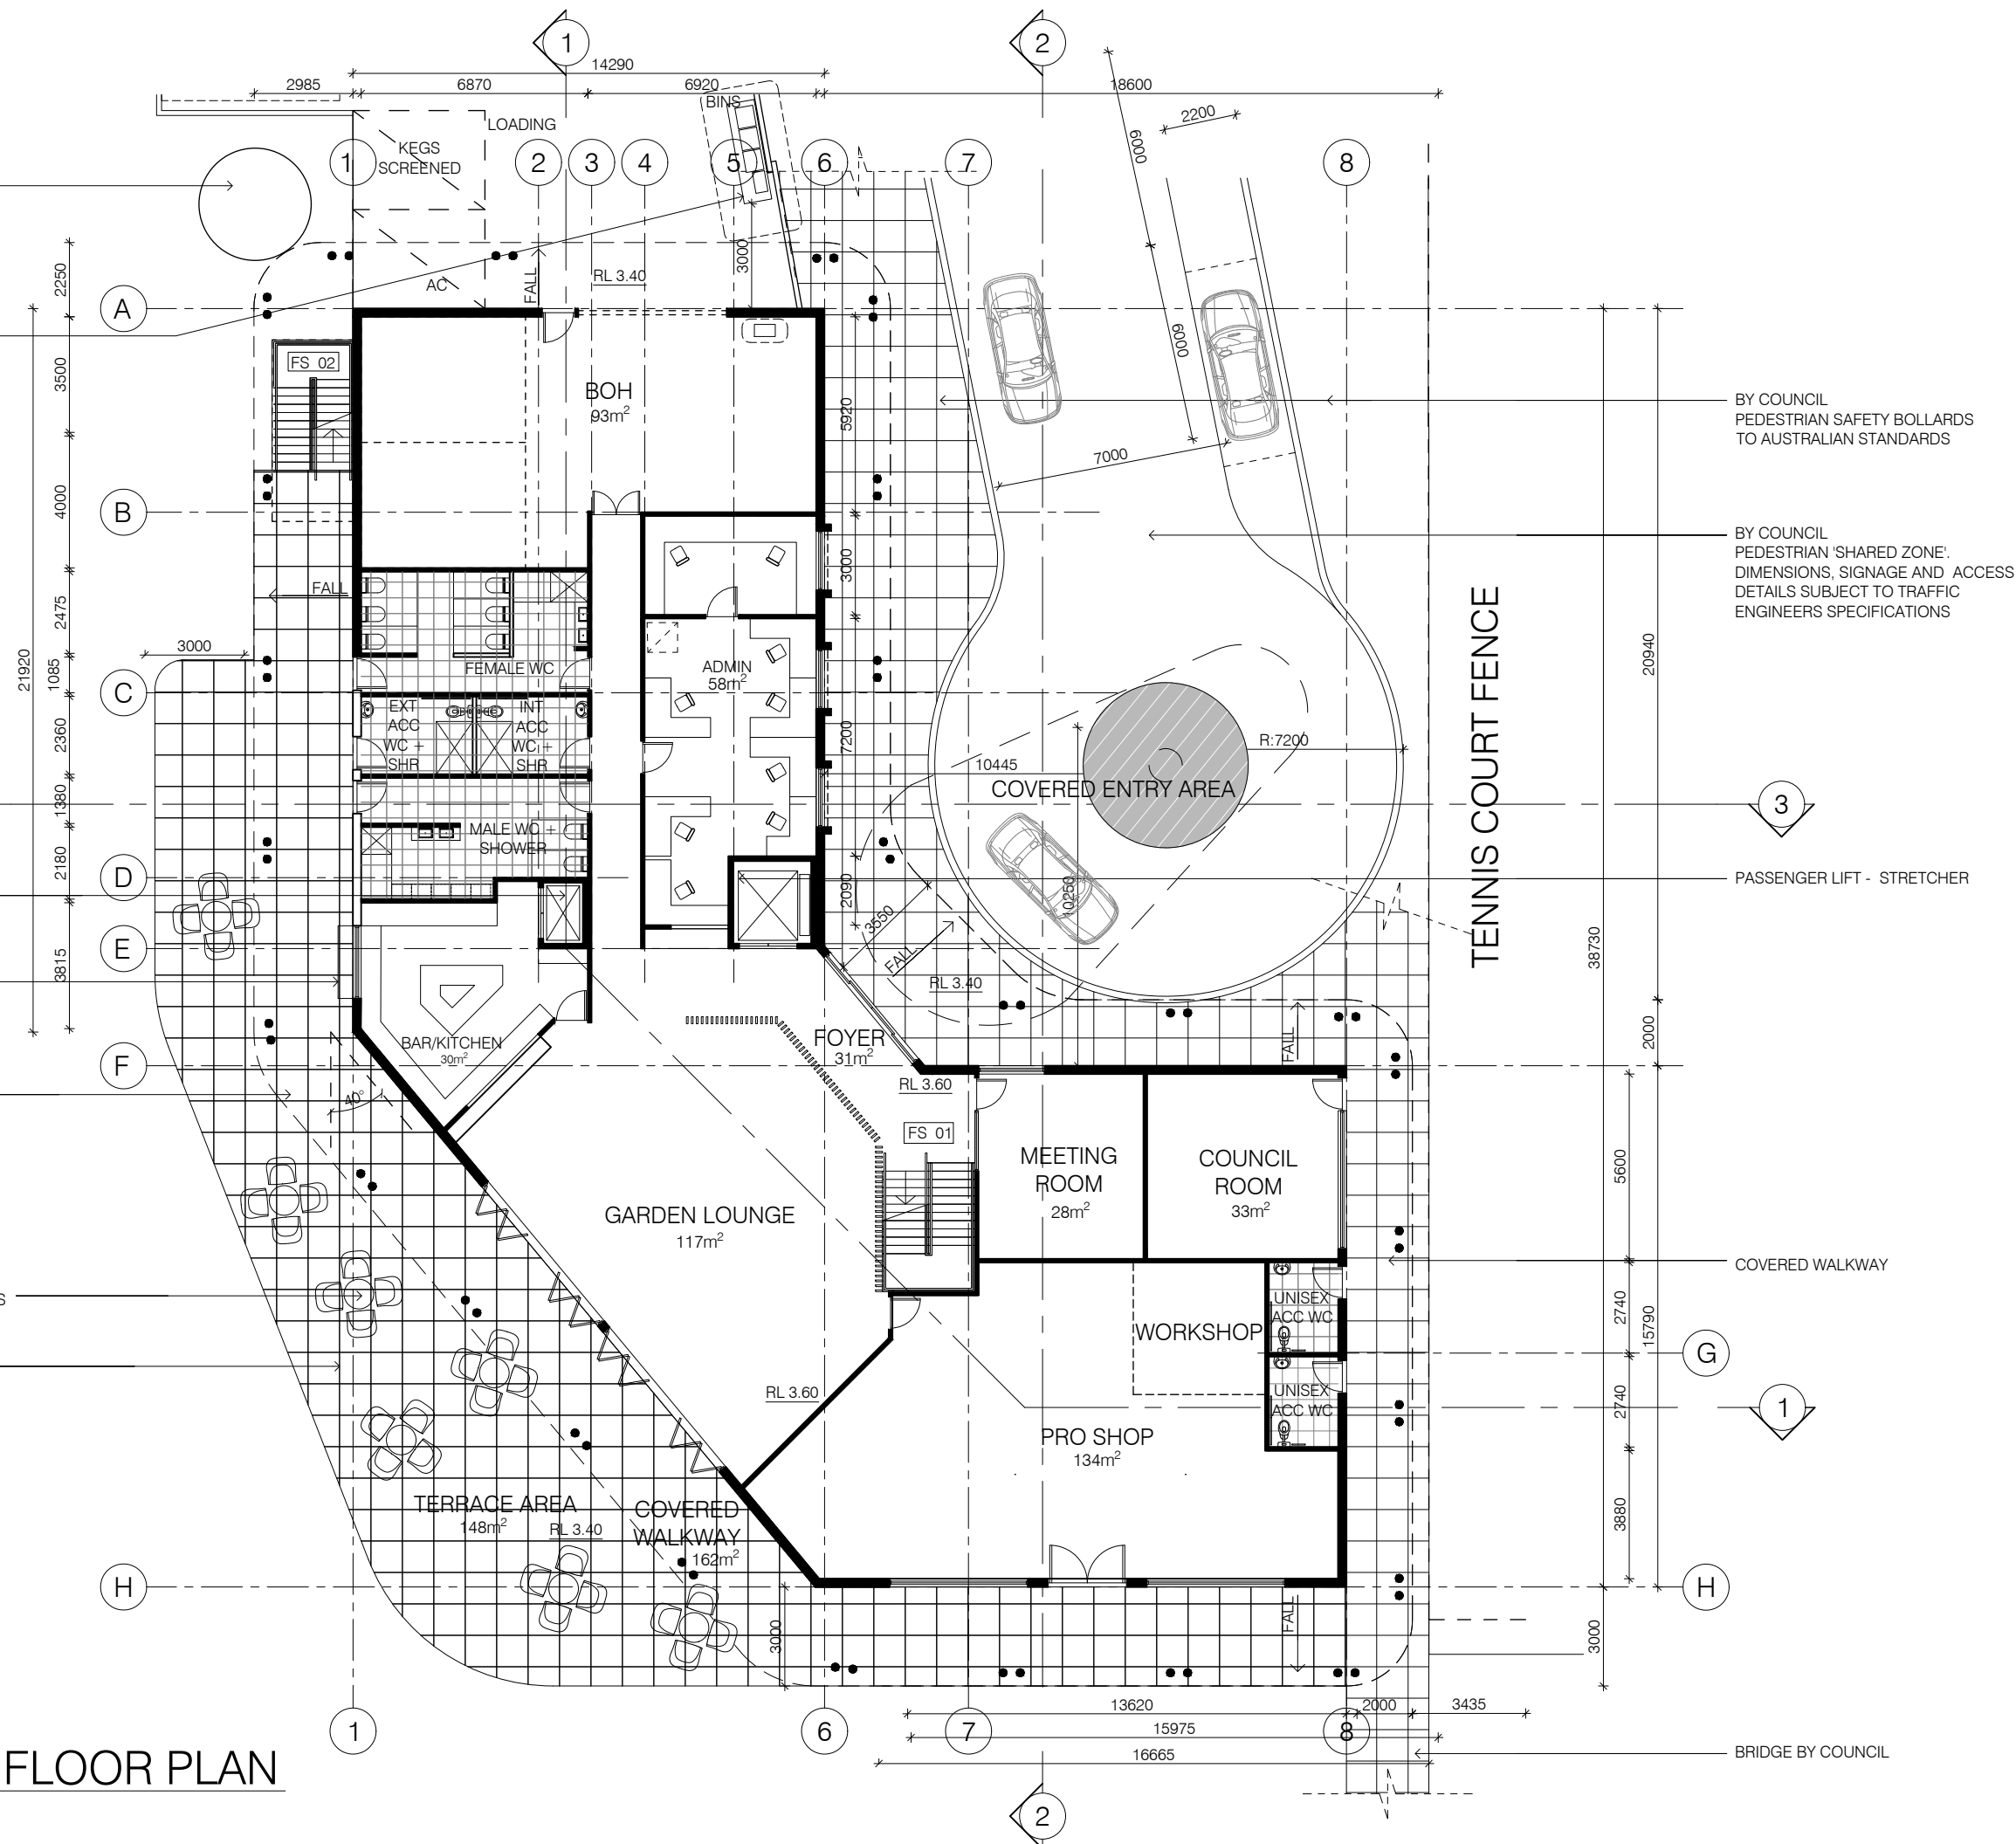 1
2
14290
2985
6870
6920
18600
BINS
2200
LOADING
6000
KEGS
SCREENED
1
2
3
4
5
6
7
8
2250
3000
FALL
RL 3.40
AC
A
3500
FS 02
6000
BOH
93m²
5920
BY COUNCIL
PEDESTRIAN SAFETY BOLLARDS
TO AUSTRALIAN STANDARDS
7000
4000
B
BY COUNCIL
PEDESTRIAN 'SHARED ZONE'.
DIMENSIONS, SIGNAGE AND ACCESS
DETAILS SUBJECT TO TRAFFIC
ENGINEERS SPECIFICATIONS
3000
FALL
2475
3000
21920
1085
20940
FEMALE WC
ADMIN
58m²
C
EXT
ACC
WC +
SHR
INT
ACC
WC +
SHR
2360
7200
R:7200
10445
COVERED ENTRY AREA
TENNIS COURT FENCE
3
1380
MALE WC +
SHOWER
2180
D
PASSENGER LIFT - STRETCHER
2090
10250
3550
E
FALL
38730
3815
RL 3.40
FOYER
31m²
BAR/KITCHEN
30m²
2000
FALL
F
RL 3.60
40°
FS 01
MEETING
ROOM
28m²
COUNCIL
ROOM
33m²
5600
GARDEN LOUNGE
117m²
COVERED WALKWAY
S
UNISEX
ACC WC
2740
15790
WORKSHOP
G
RL 3.60
UNISEX
ACC WC
2740
1
PRO SHOP
134m²
TERRACE AREA
148m²
RL 3.40
COVERED
WALKWAY
162m²
3880
H
H
3000
FALL
3000
13620
2000
3435
1
6
7
8
15975
16665
BRIDGE BY COUNCIL
FLOOR PLAN
2